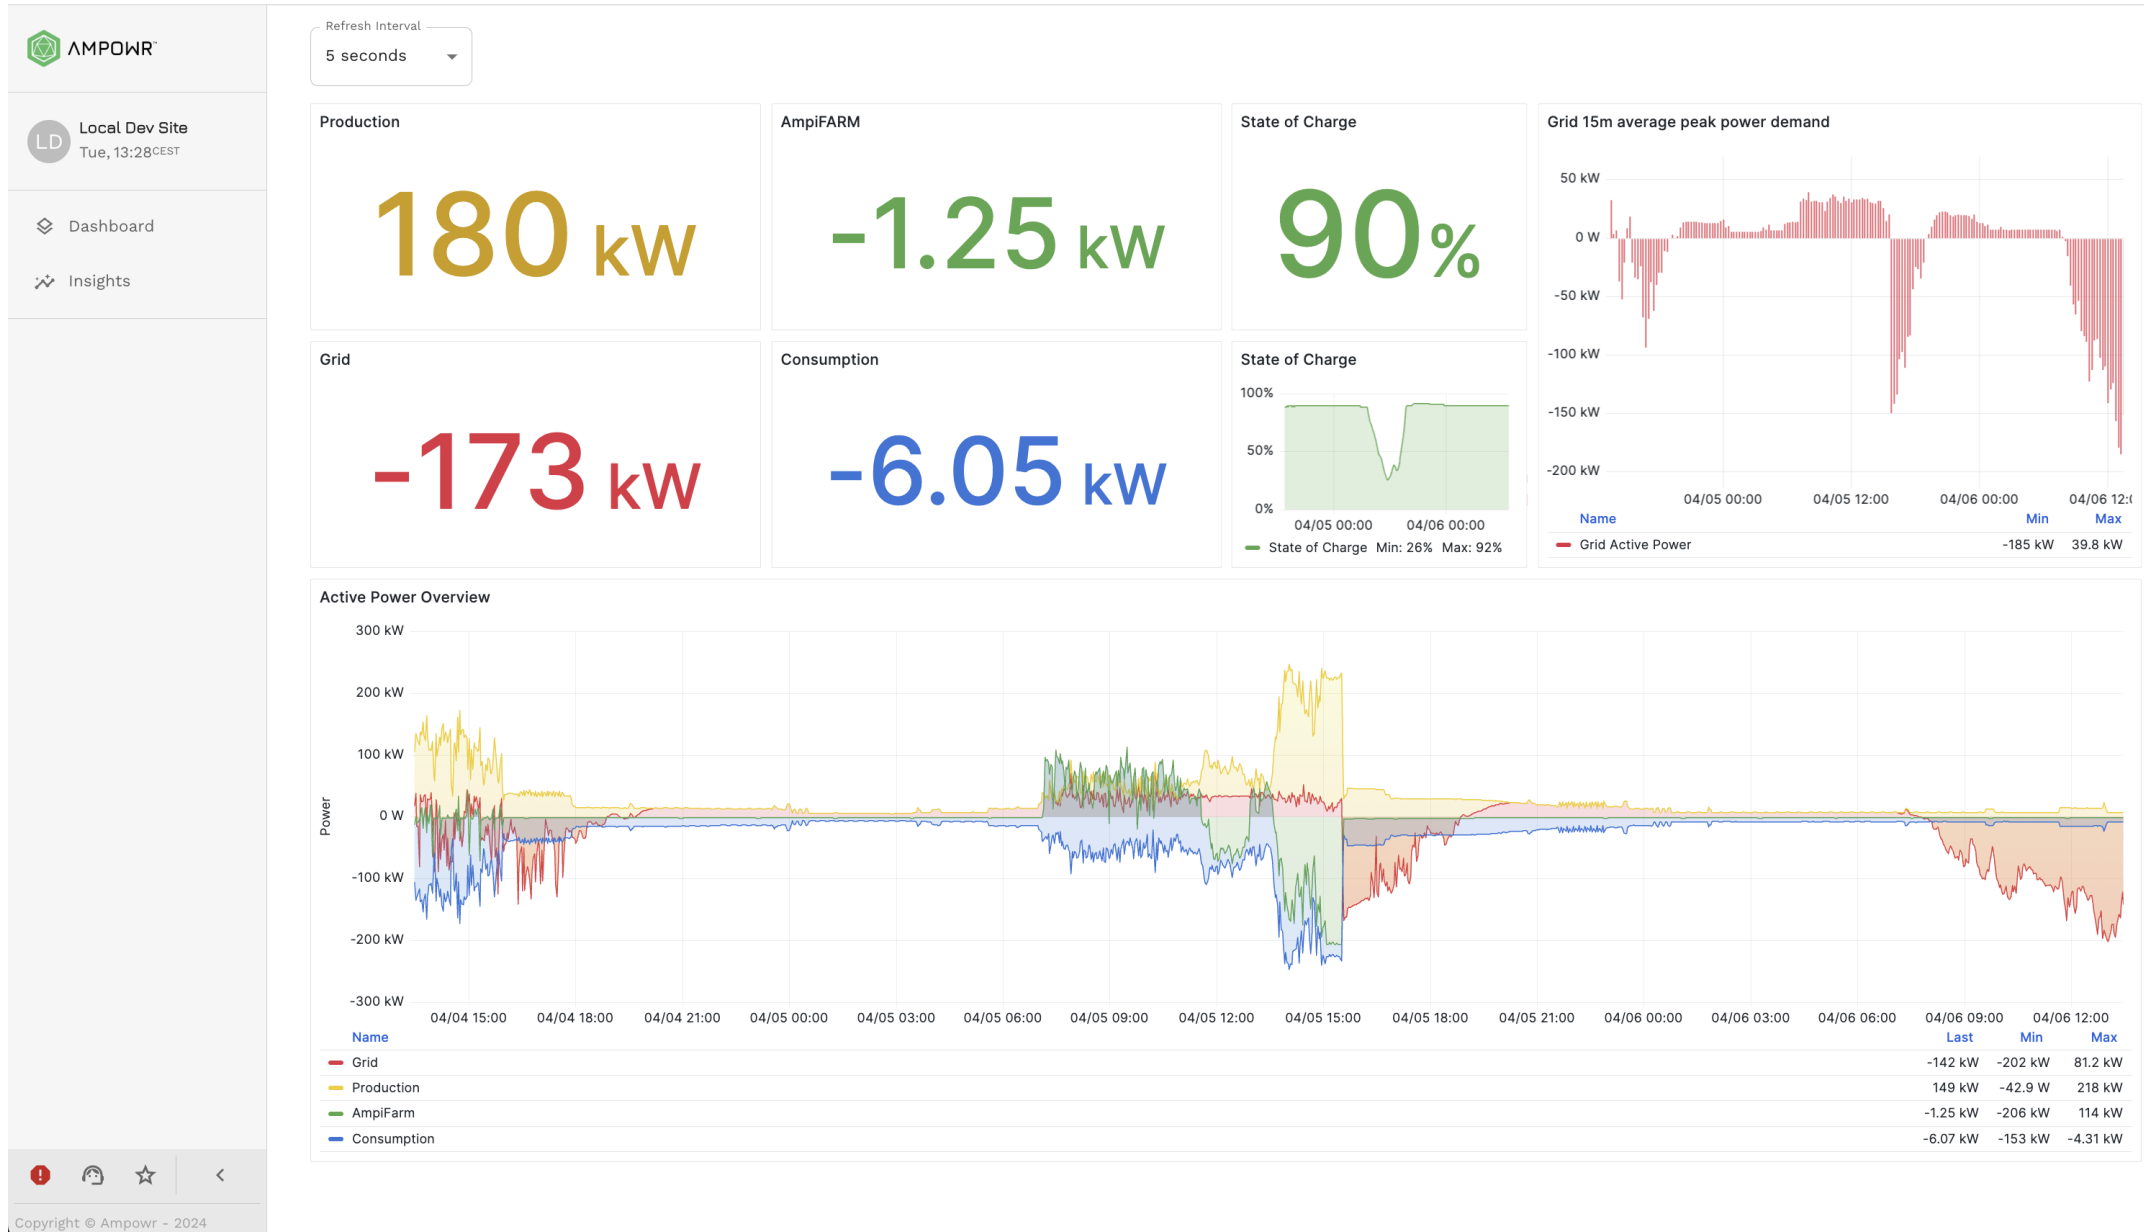 AMPOWR™
LD
Local Dev Site
Tue, 13:28 CEST
Dashboard
Insights
Copyright © Ampowr - 2024
Refresh Interval
5 seconds
Production
180 kW
AmpiFARM
-1.25 kW
State of Charge
90%
Grid 15m average peak power demand
50 kW
0 W
-50 kW
-100 kW
-150 kW
-200 kW
04/05 00:00 04/05 12:00 04/06 00:00 04/06 12:0
Name Min Max
Grid Active Power -185 kW 39.8 kW
Grid
-173 kW
Consumption
-6.05 kW
State of Charge
100%
50%
0%
04/05 00:00 04/06 00:00
State of Charge Min: 26% Max: 92%
Active Power Overview
Power
300 kW
200 kW
100 kW
0 W
-100 kW
-200 kW
-300 kW
04/04 15:00 04/04 18:00 04/04 21:00 04/05 00:00 04/05 03:00 04/05 06:00 04/05 09:00 04/05 12:00 04/05 15:00 04/05 18:00 04/05 21:00 04/06 00:00 04/06 03:00 04/06 06:00 04/06 09:00 04/06 12:00
Name Last Min Max
Grid -142 kW -202 kW 81.2 kW
Production 149 kW -42.9 W 218 kW
AmpiFarm -1.25 kW -206 kW 114 kW
Consumption -6.07 kW -153 kW -4.31 kW